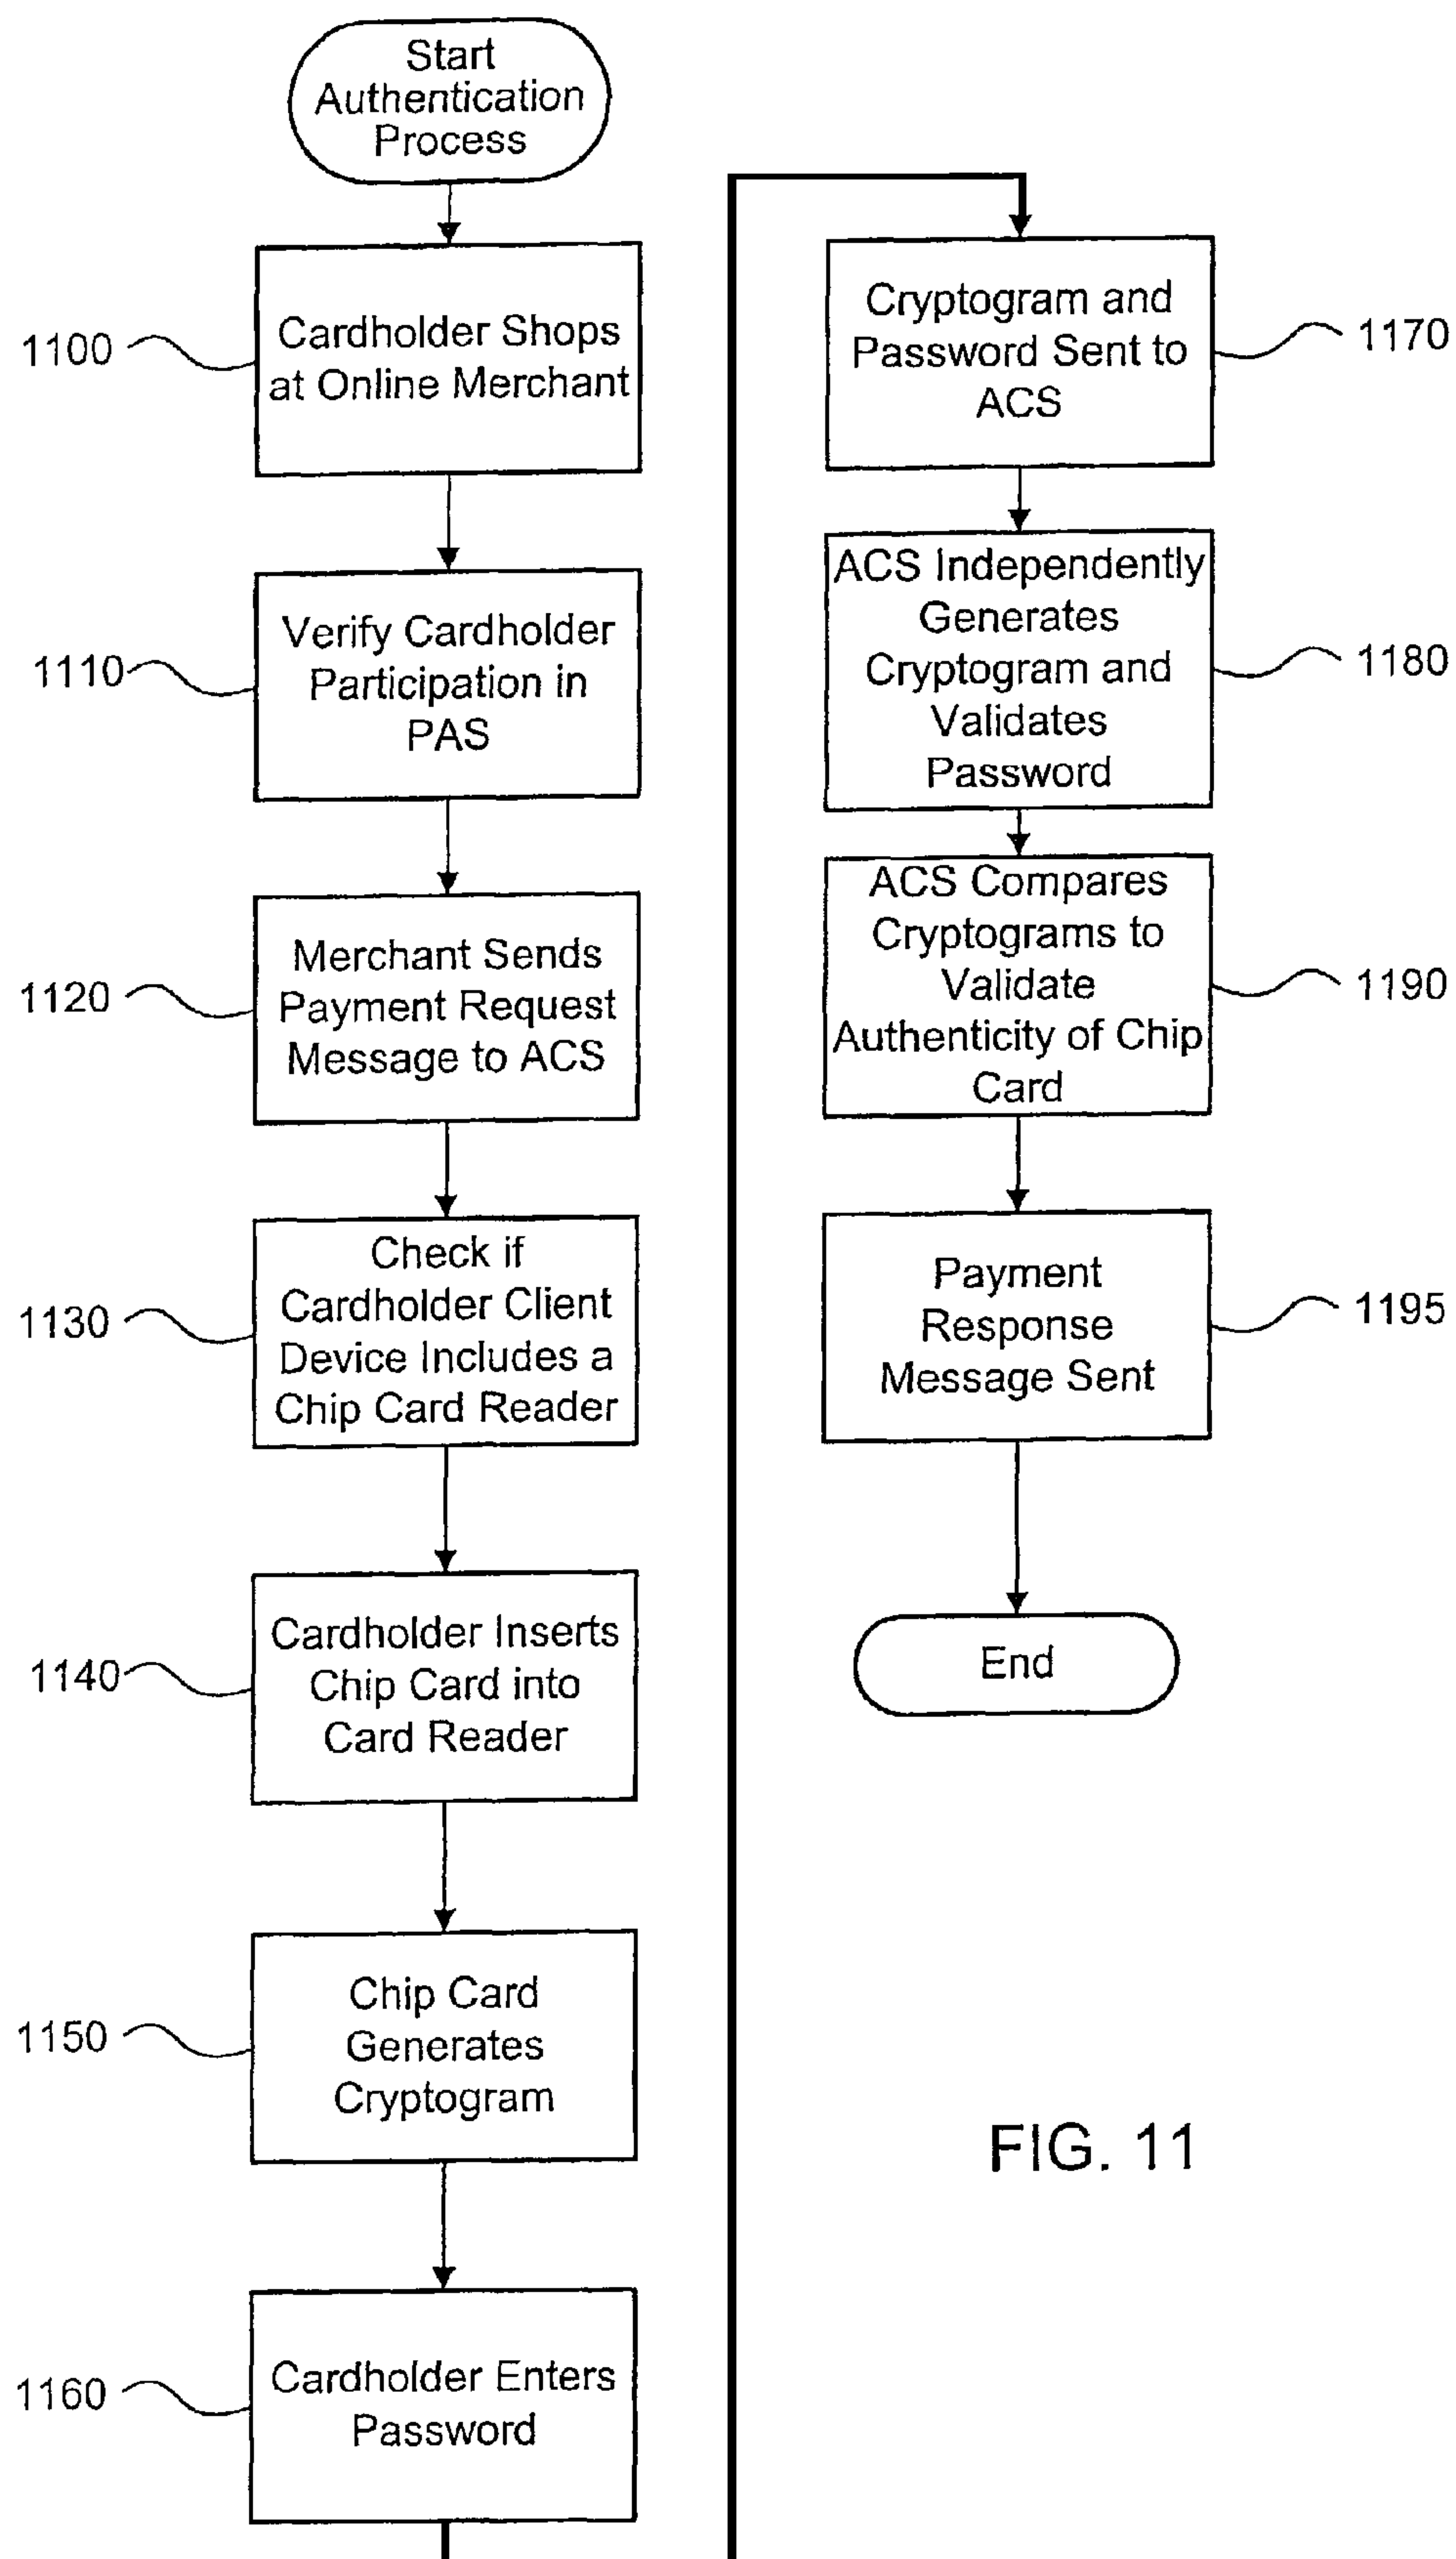 Start
Authentication
Process
1100
Cardholder Shops
at Online Merchant
1110
Verify Cardholder
Participation in
PAS
1120
Merchant Sends
Payment Request
Message to ACS
1130
Check if
Cardholder Client
Device Includes a
Chip Card Reader
1140
Cardholder Inserts
Chip Card into
Card Reader
1150
Chip Card
Generates
Cryptogram
1160
Cardholder Enters
Password
Cryptogram and
Password Sent to
ACS
1170
ACS Independently
Generates
Cryptogram and
Validates
Password
1180
ACS Compares
Cryptograms to
Validate
Authenticity of Chip
Card
1190
Payment
Response
Message Sent
1195
End
FIG. 11